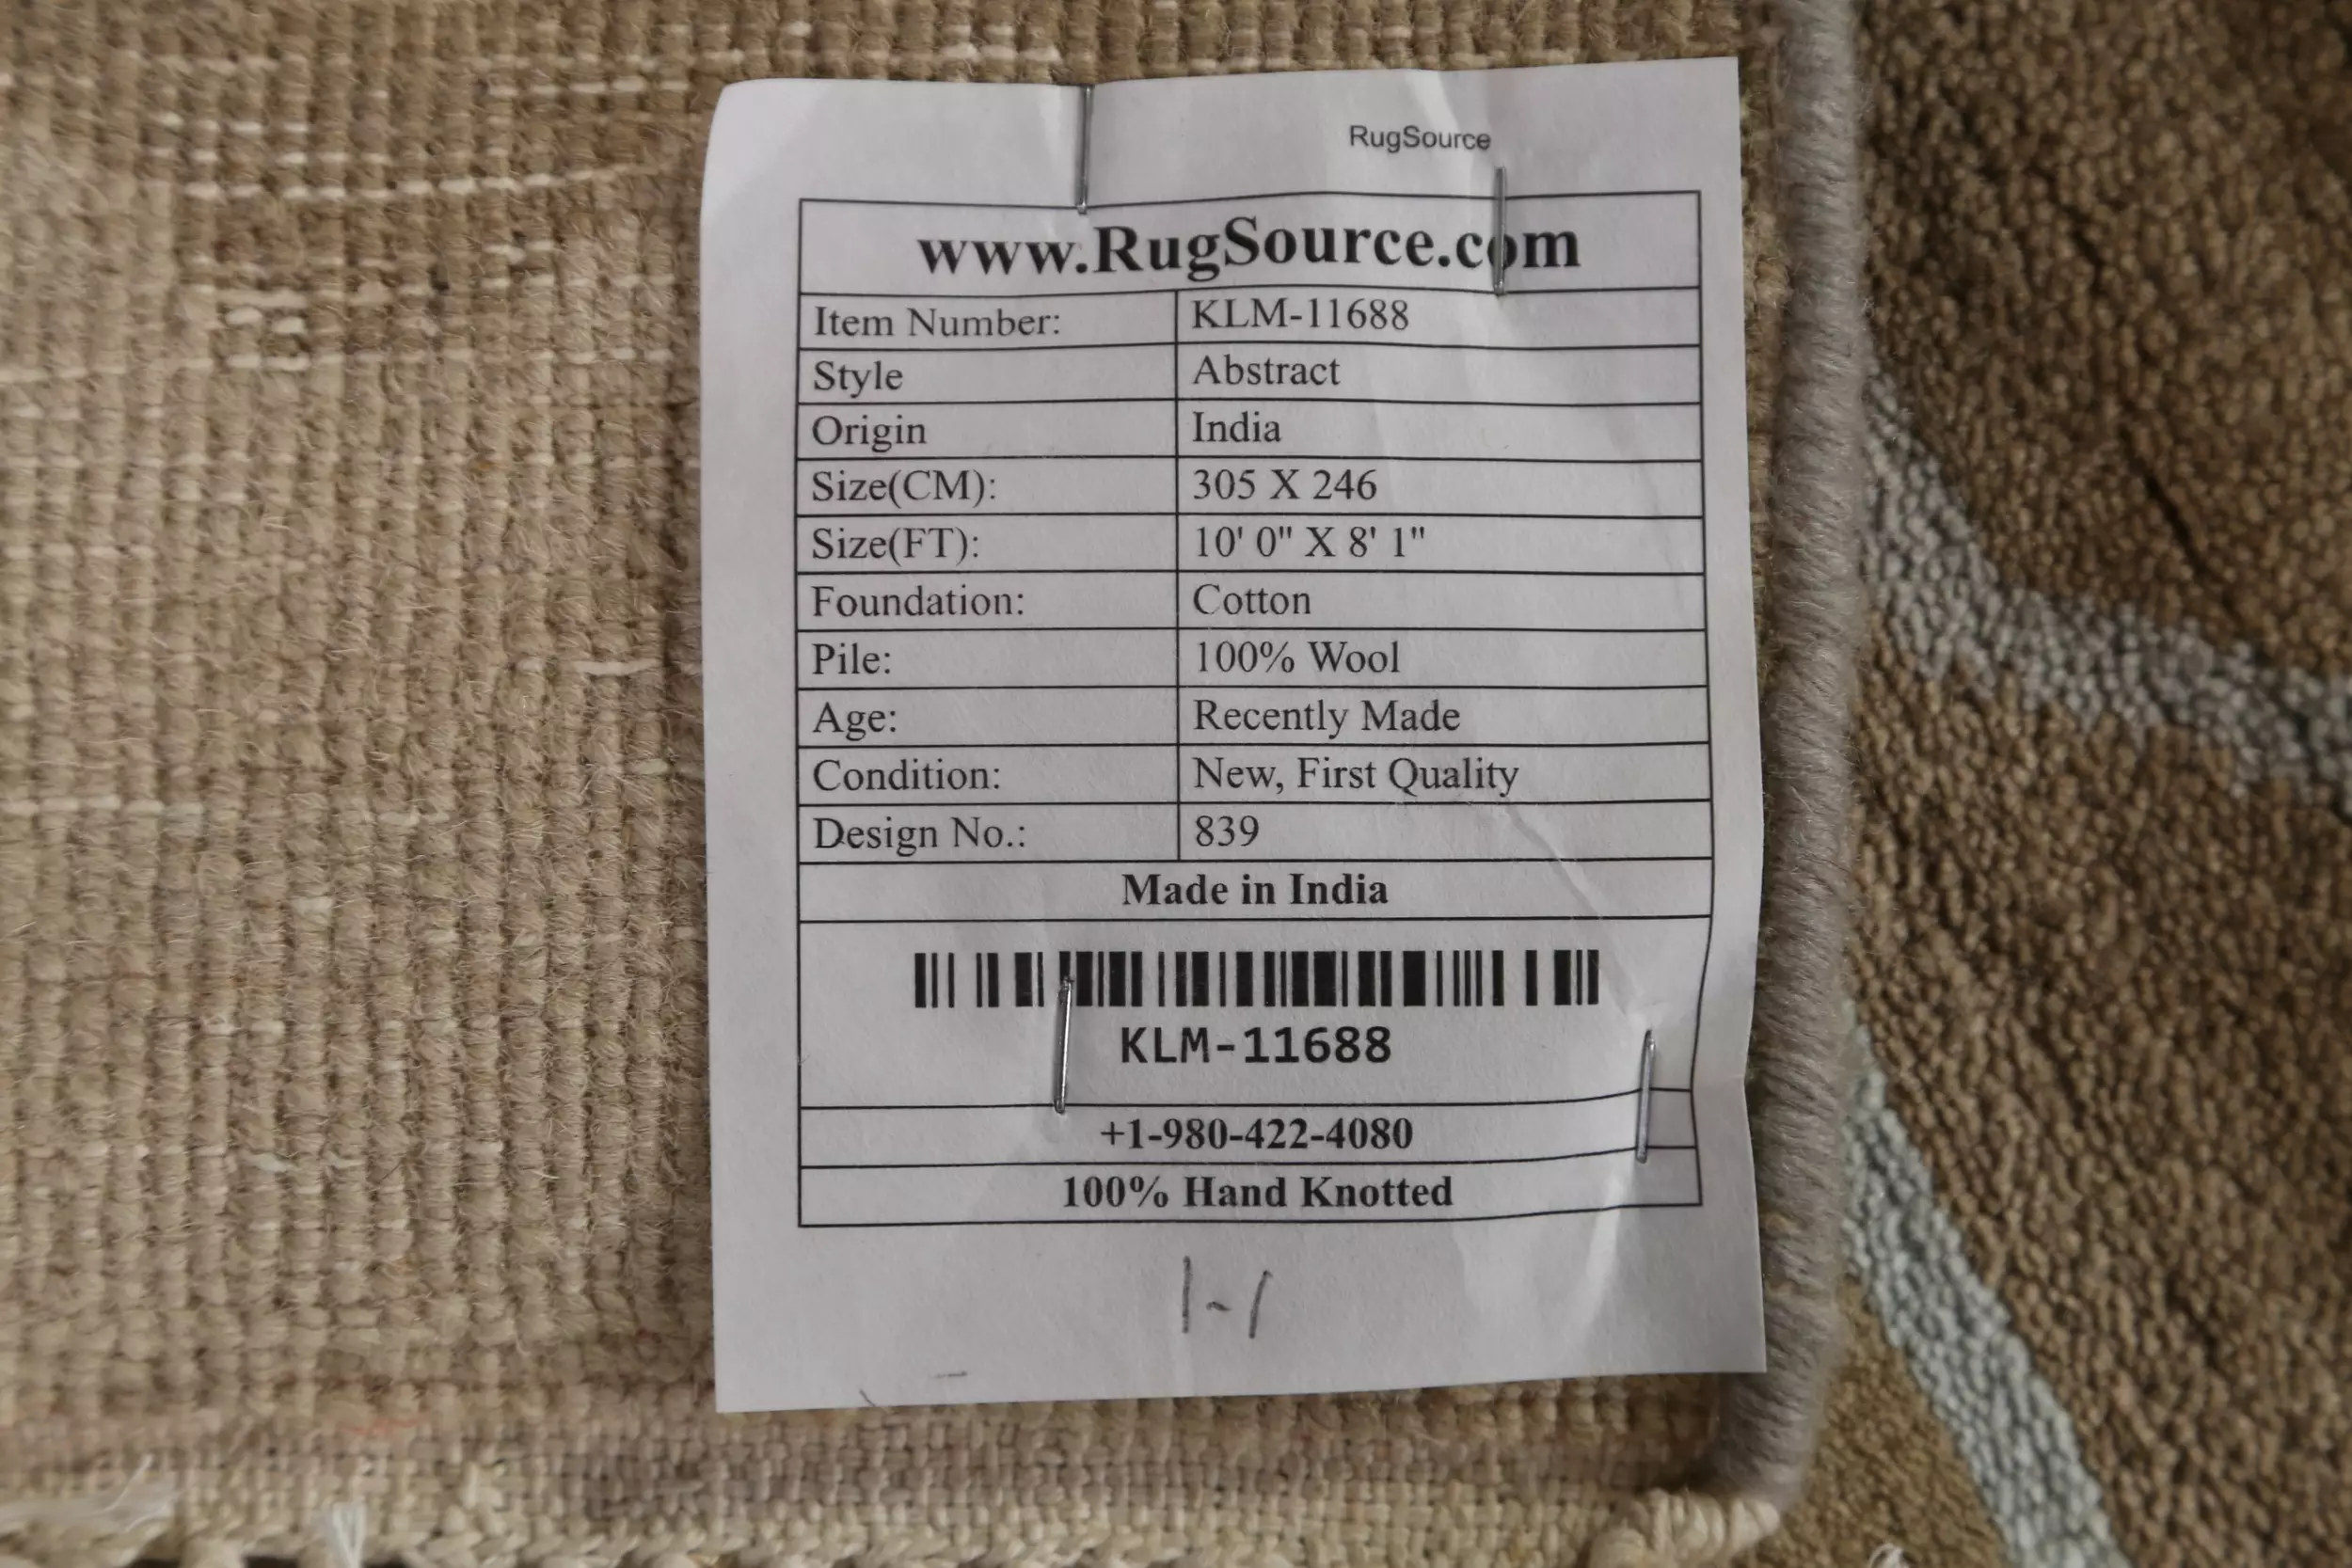 RugSource
www.RugSource.com
Item Number: KLM-11688
Style Abstract
Origin India
Size(CM): 305 X 246
Size(FT): 10' 0" X 8' 1"
Foundation: Cotton
Pile: 100% Wool
Age: Recently Made
Condition: New, First Quality
Design No.: 839
Made in India
KLM-11688
+1-980-422-4080
100% Hand Knotted
1-1